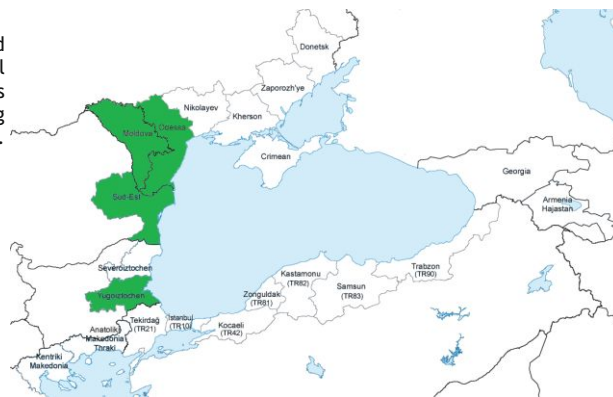 d
l
s
g
.
Donetsk
Zaporozh'ye
Nikolayev
Kherson
Odessa
Moldova
Crimean
Sud-Est
Georgia
Armenia
Hajastan
Severoiztochen
Yugoiztochen
Trabzon
(TR90)
Kastamonu
(TR82)
Samsun
(TR83)
Zonguldak
(TR81)
Istanbul
(TR10)
Tekirdağ
(TR21)
Kocaeli
(TR42)
Anatoliki
Makedonia
Thraki
Kentriki
Makedonia